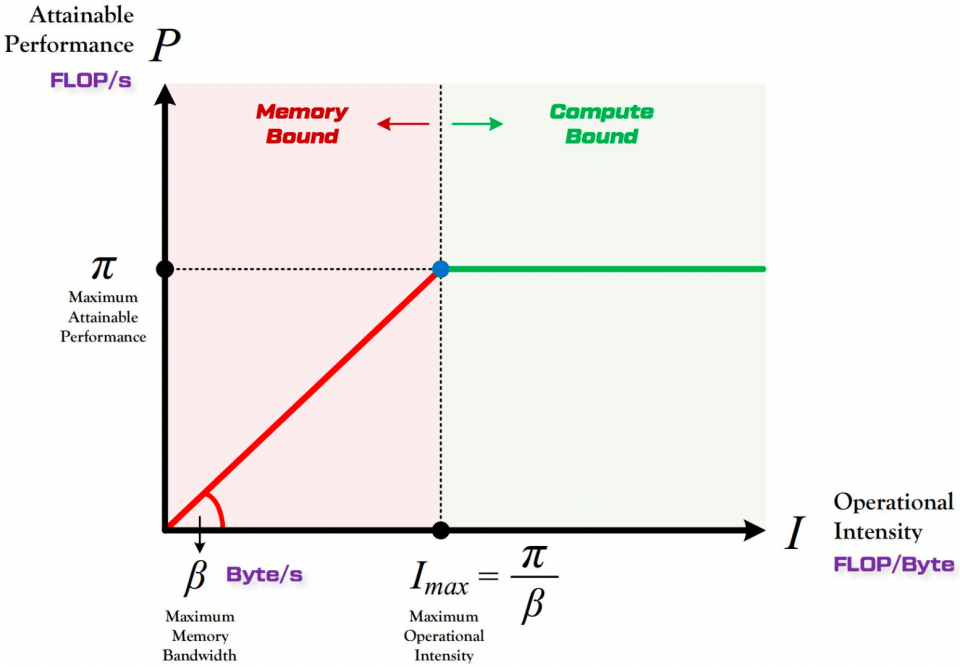 Attainable
Performance
P
FLOP/s
Memory
Bound
Compute
Bound
π
Maximum
Attainable
Performance
Operational
Intensity
I
FLOP/Byte
β
Byte/s
Maximum
Memory
Bandwidth
I_max = π/β
Maximum
Operational
Intensity